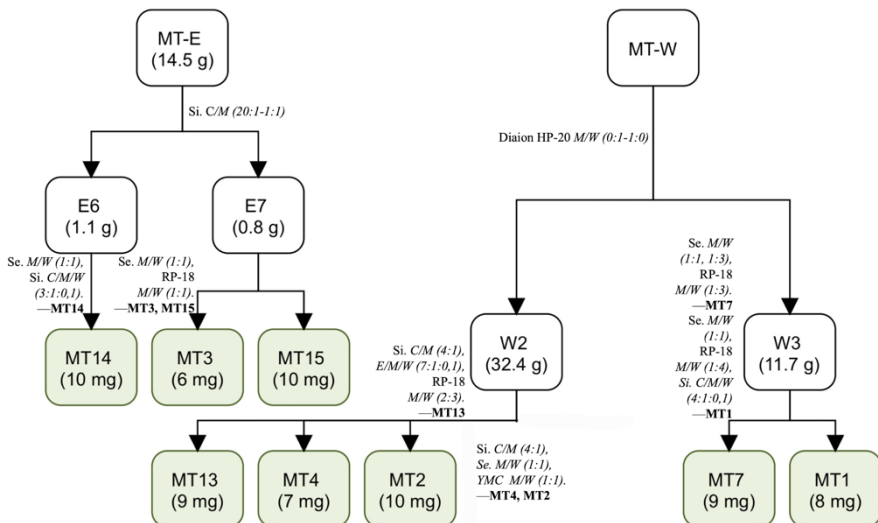 MT-E
(14.5 g)
MT-W
Si. C/M (20:1-1:1)
Diaion HP-20 M/W (0:1-1:0)
E6
(1.1 g)
E7
(0.8 g)
Se. M/W (1:1),
Si. C/M/W
(3:1:0,1).
—MT14
Se. M/W (1:1),
RP-18
M/W (1:1).
—MT3, MT15
Se. M/W
(1:1, 1:3),
RP-18
M/W (1:3).
—MT7
Se. M/W
(1:1),
RP-18
M/W (1:4),
Si. C/M/W
(4:1:0,1)
—MT1
MT14
(10 mg)
MT3
(6 mg)
MT15
(10 mg)
Si. C/M (4:1),
E/M/W (7:1:0,1),
RP-18
M/W (2:3).
—MT13
W2
(32.4 g)
W3
(11.7 g)
MT13
(9 mg)
MT4
(7 mg)
MT2
(10 mg)
Si. C/M (4:1),
Se. M/W (1:1),
YMC M/W (1:1).
—MT4, MT2
MT7
(9 mg)
MT1
(8 mg)